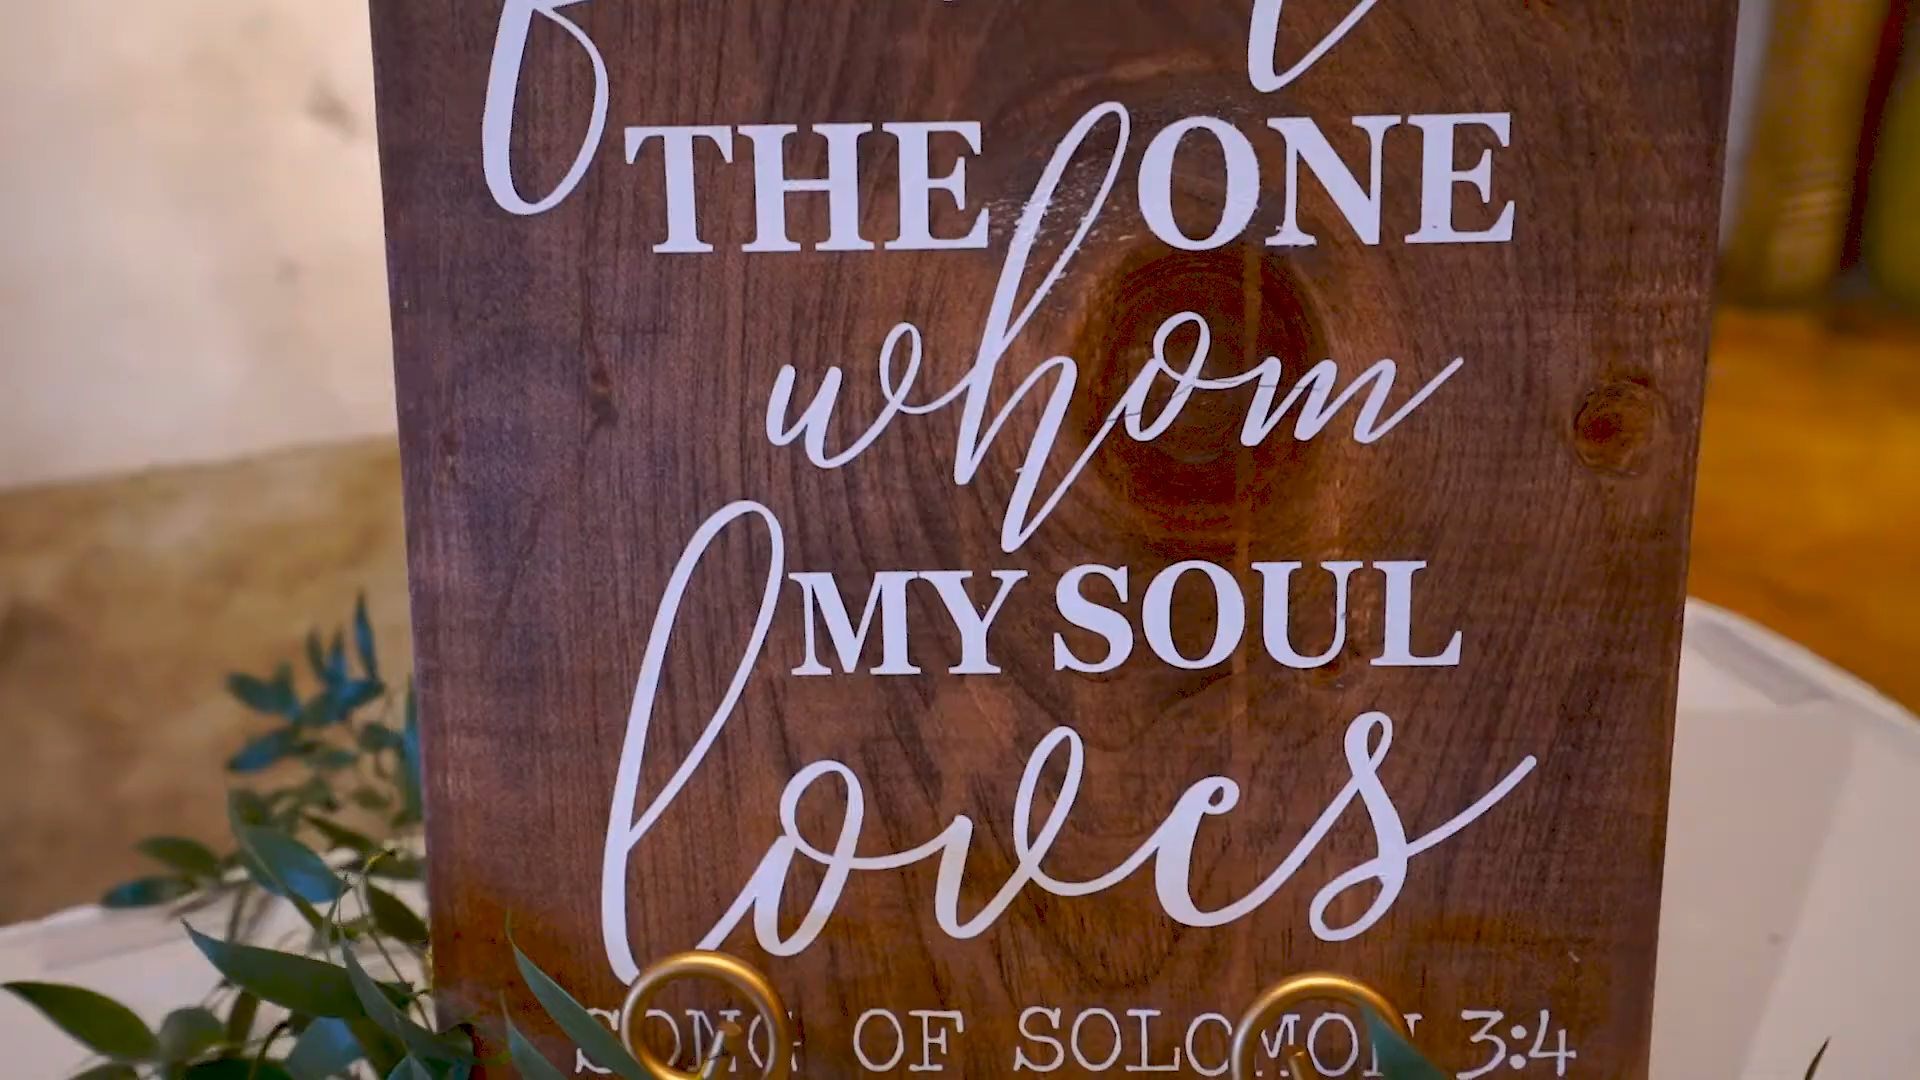 THE ONE
whom
MY SOUL
loves
SONG OF SOLOMON 3:4